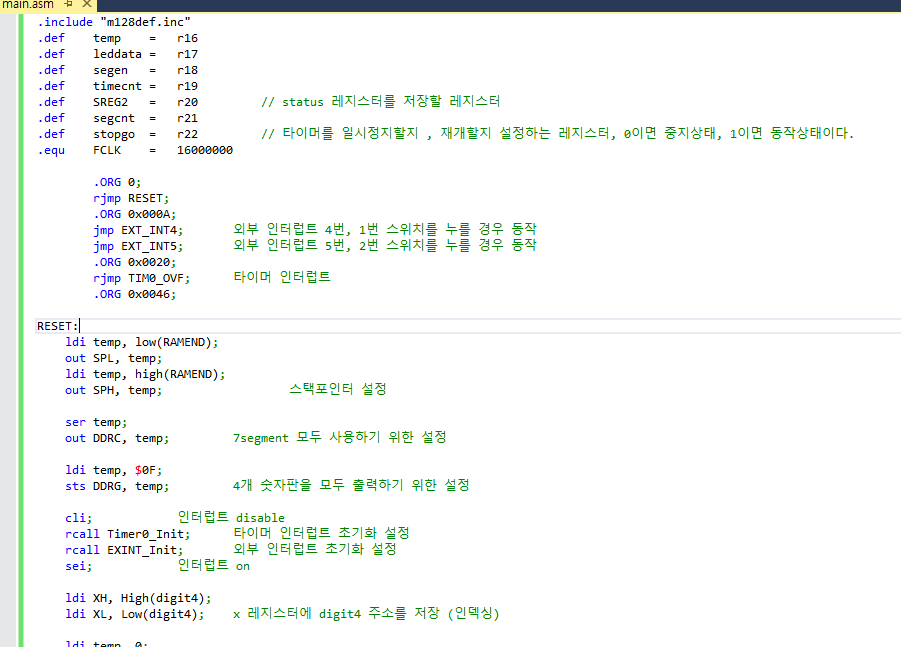 main.asm
.include "m128def.inc"
.def temp = r16
.def leddata = r17
.def segen = r18
.def timecnt = r19
.def SREG2 = r20 // status 레지스터를 저장할 레지스터
.def segcnt = r21
.def stopgo = r22 // 타이머를 일시정지할지 , 재개할지 설정하는 레지스터, 0이면 중지상태, 1이면 동작상태이다.
.equ FCLK = 16000000
.ORG 0;
rjmp RESET;
.ORG 0x000A;
jmp EXT_INT4; 외부 인터럽트 4번, 1번 스위치를 누를 경우 동작
jmp EXT_INT5; 외부 인터럽트 5번, 2번 스위치를 누를 경우 동작
.ORG 0x0020;
rjmp TIM0_OVF; 타이머 인터럽트
.ORG 0x0046;
RESET:
ldi temp, low(RAMEND);
out SPL, temp;
ldi temp, high(RAMEND);
out SPH, temp; 스택포인터 설정
ser temp;
out DDRC, temp; 7segment 모두 사용하기 위한 설정
ldi temp, $0F;
sts DDRG, temp; 4개 숫자판을 모두 출력하기 위한 설정
cli; 인터럽트 disable
rcall Timer0_Init; 타이머 인터럽트 초기화 설정
rcall EXINT_Init; 외부 인터럽트 초기화 설정
sei; 인터럽트 on
ldi XH, High(digit4);
ldi XL, Low(digit4); x 레지스터에 digit4 주소를 저장 (인덱싱)
ldi temp, 0;